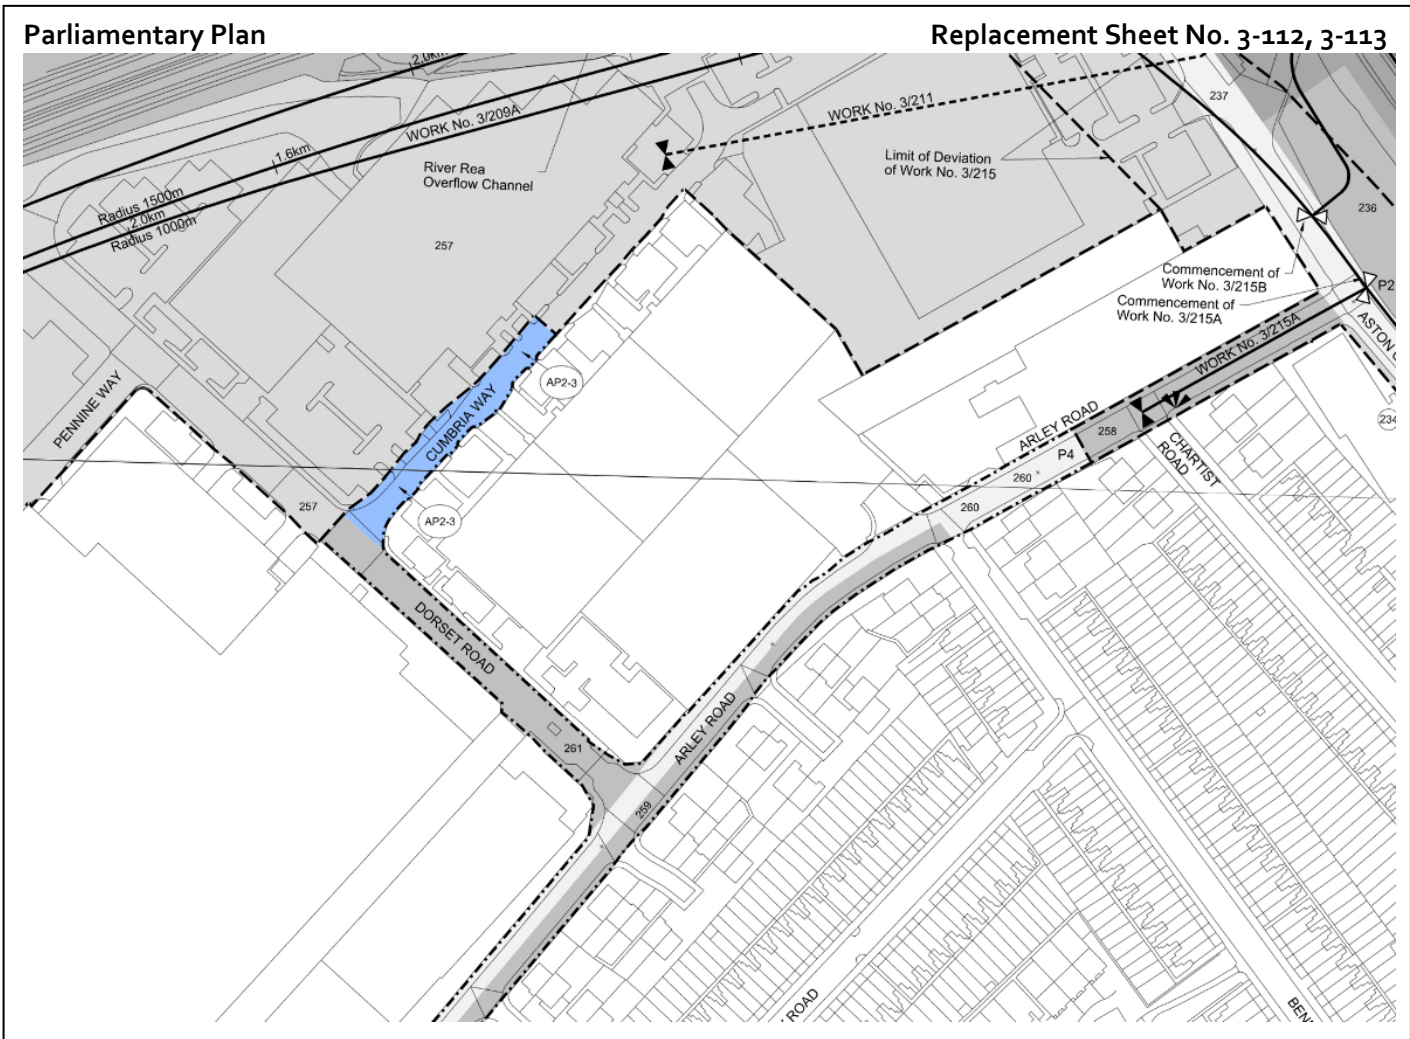 Parliamentary Plan
Replacement Sheet No. 3-112, 3-113
2.0km
WORK No. 3/209A
1.6km
River Rea
Overflow Channel
Radius 1500m
2.0km
Radius 1000m
257
WORK No. 3/211
Limit of Deviation
of Work No. 3/215
237
236
Commencement of
Work No. 3/215B
Commencement of
Work No. 3/215A
P2
ASTON
WORK No. 3/215A
PENNINE WAY
CUMBRIA WAY
AP2-3
AP2-3
257
ARLEY ROAD
258
P4
260
260
CHARTIST
ROAD
234
DORSET ROAD
261
ARLEY ROAD
259
ROAD
BEN